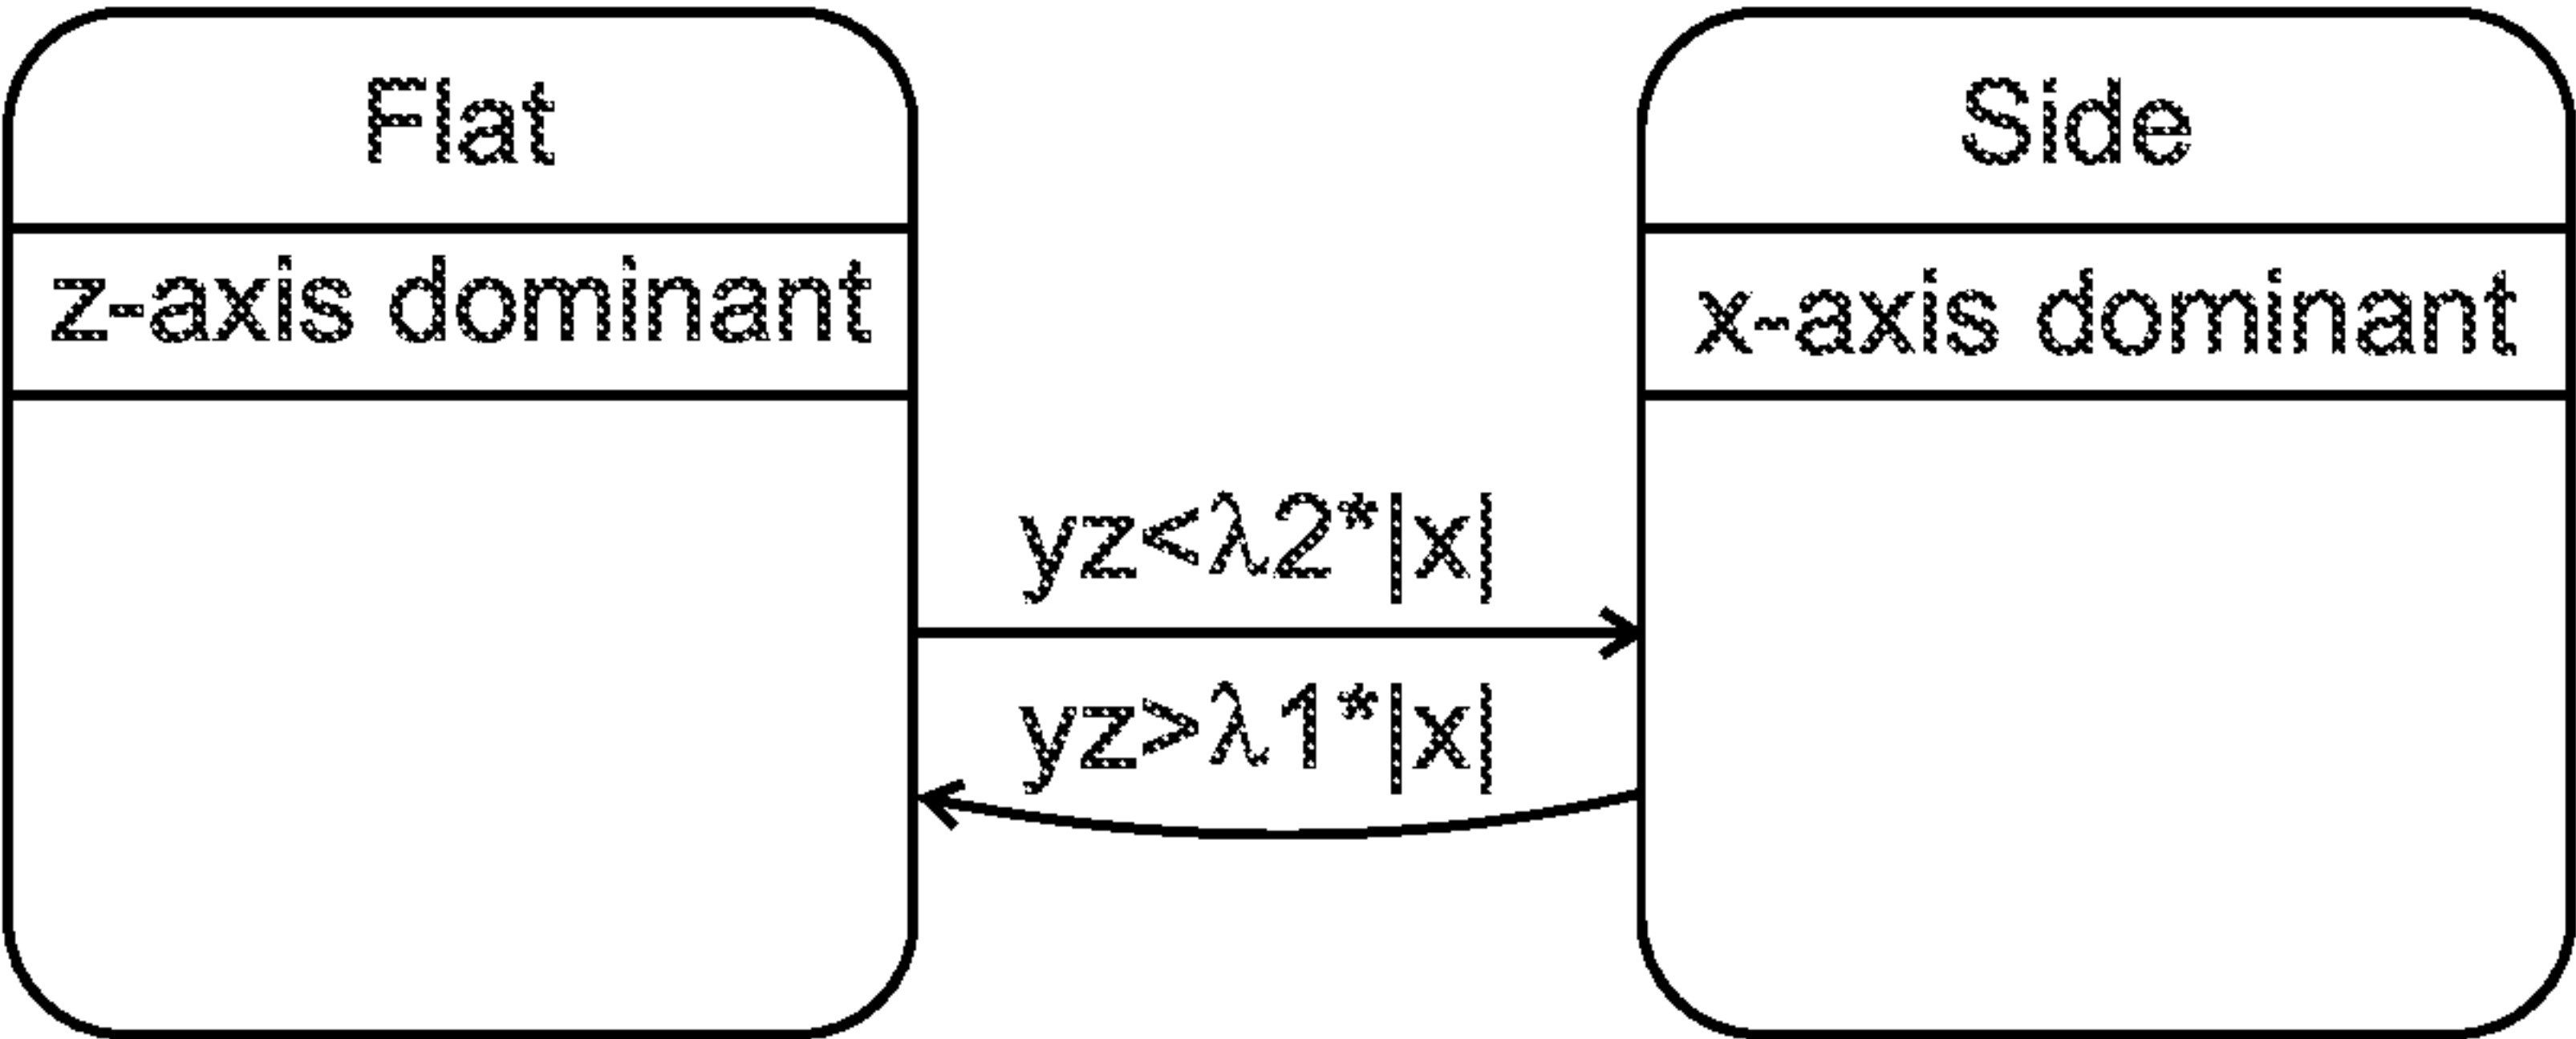 Flat
z-axis dominant
Side
x-axis dominant
yz<λ2*|x|
yz>λ1*|x|